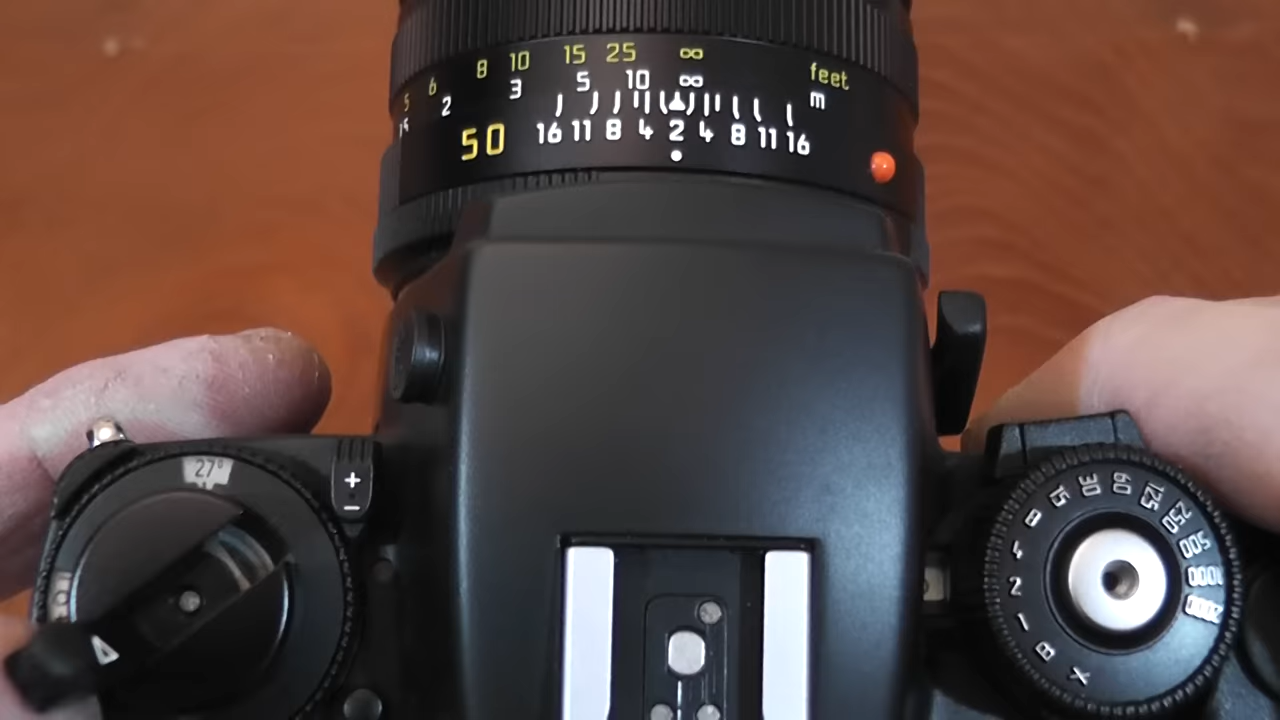 5 6 8 10 15 25 ∞ feet
2 3 5 10 ∞ m
50 16 11 8 4 2 4 8 11 16
27°
+
−
X B 1 2 4 8 15 30 60 125 250 500 1000 2000